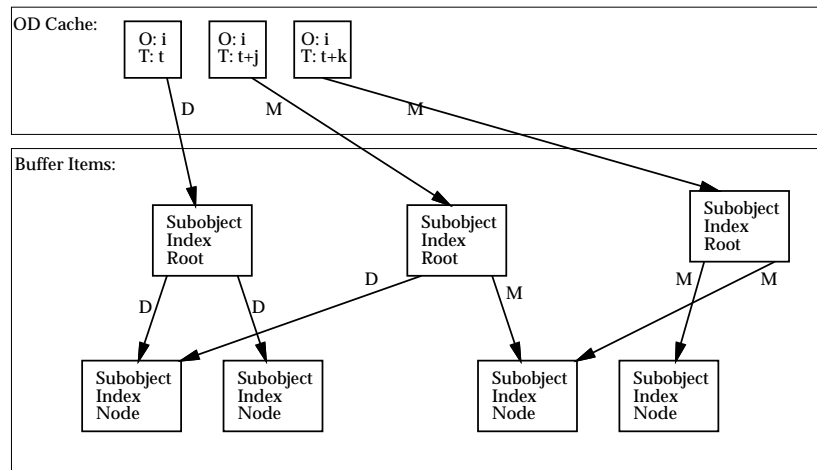 OD Cache:
O: i
T: t
O: i
T: t+j
O: i
T: t+k
D
M
M
Buffer Items:
Subobject
Index
Root
Subobject
Index
Root
Subobject
Index
Root
D
D
D
M
M
M
Subobject
Index
Node
Subobject
Index
Node
Subobject
Index
Node
Subobject
Index
Node